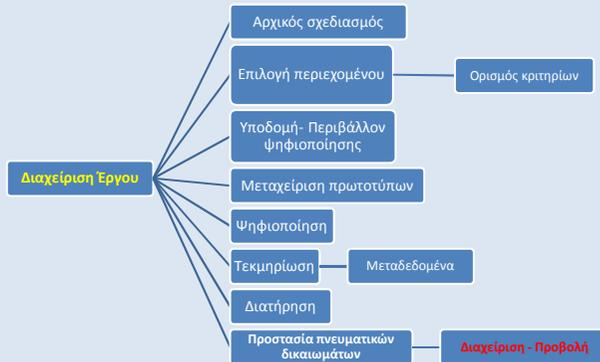 Αρχικός σχεδιασμός
Επιλογή περιεχομένου
Ορισμός κριτηρίων
Υποδομή- Περιβάλλον
ψηφιοποίησης
Διαχείριση Έργου
Μεταχείριση πρωτοτύπων
Ψηφιοποίηση
Τεκμηρίωση
Μεταδεδομένα
Διατήρηση
Προστασία πνευματικών
δικαιωμάτων
Διαχείριση - Προβολή